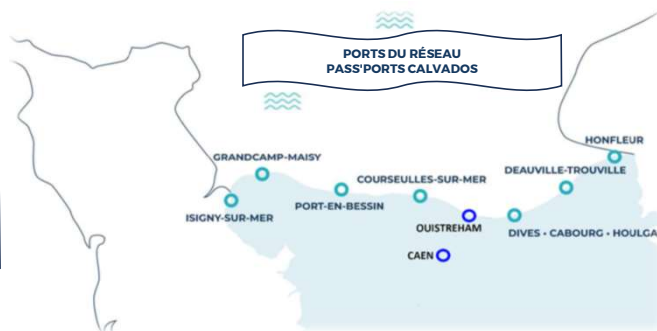 PORTS DU RÉSEAU
PASS'PORTS CALVADOS
HONFLEUR
GRANDCAMP-MAISY
DEAUVILLE-TROUVILLE
COURSEULLES-SUR-MER
PORT-EN-BESSIN
ISIGNY-SUR-MER
OUISTREHAM
DIVES • CABOURG • HOULGA
CAEN